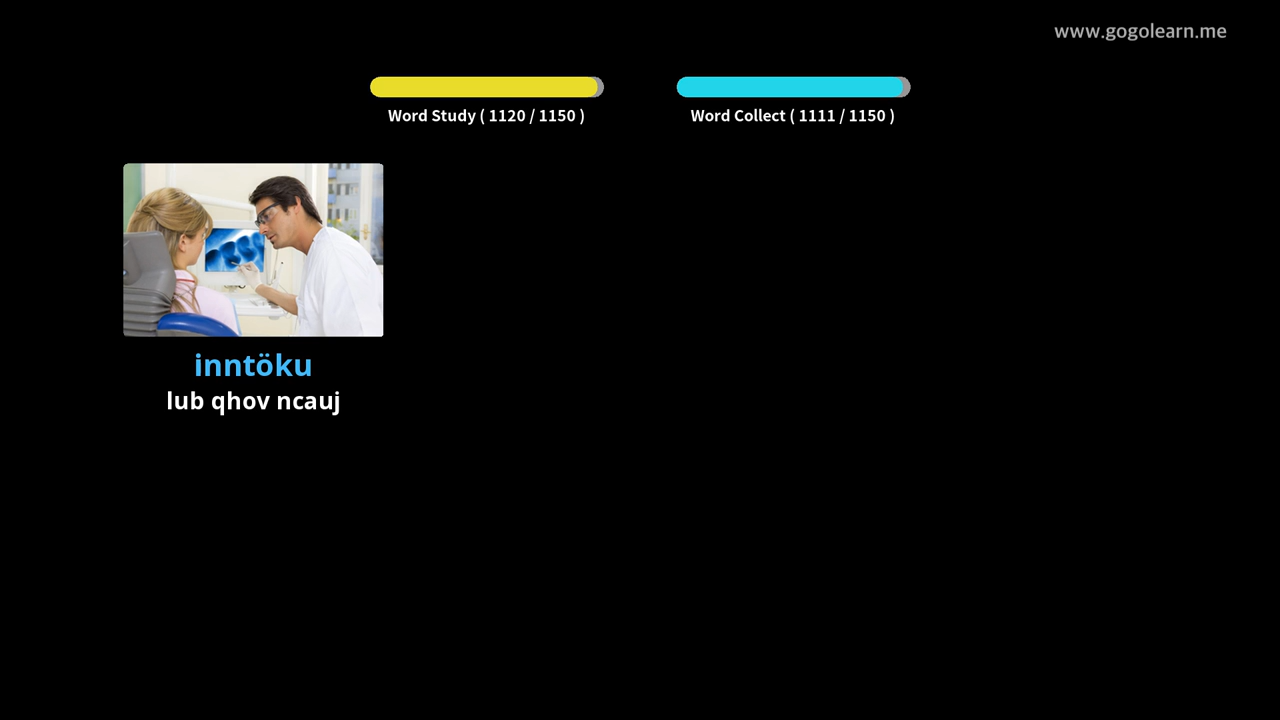 www.gogolearn.me
Word Study ( 1120 / 1150 )
Word Collect ( 1111 / 1150 )
inntöku
lub qhov ncauj